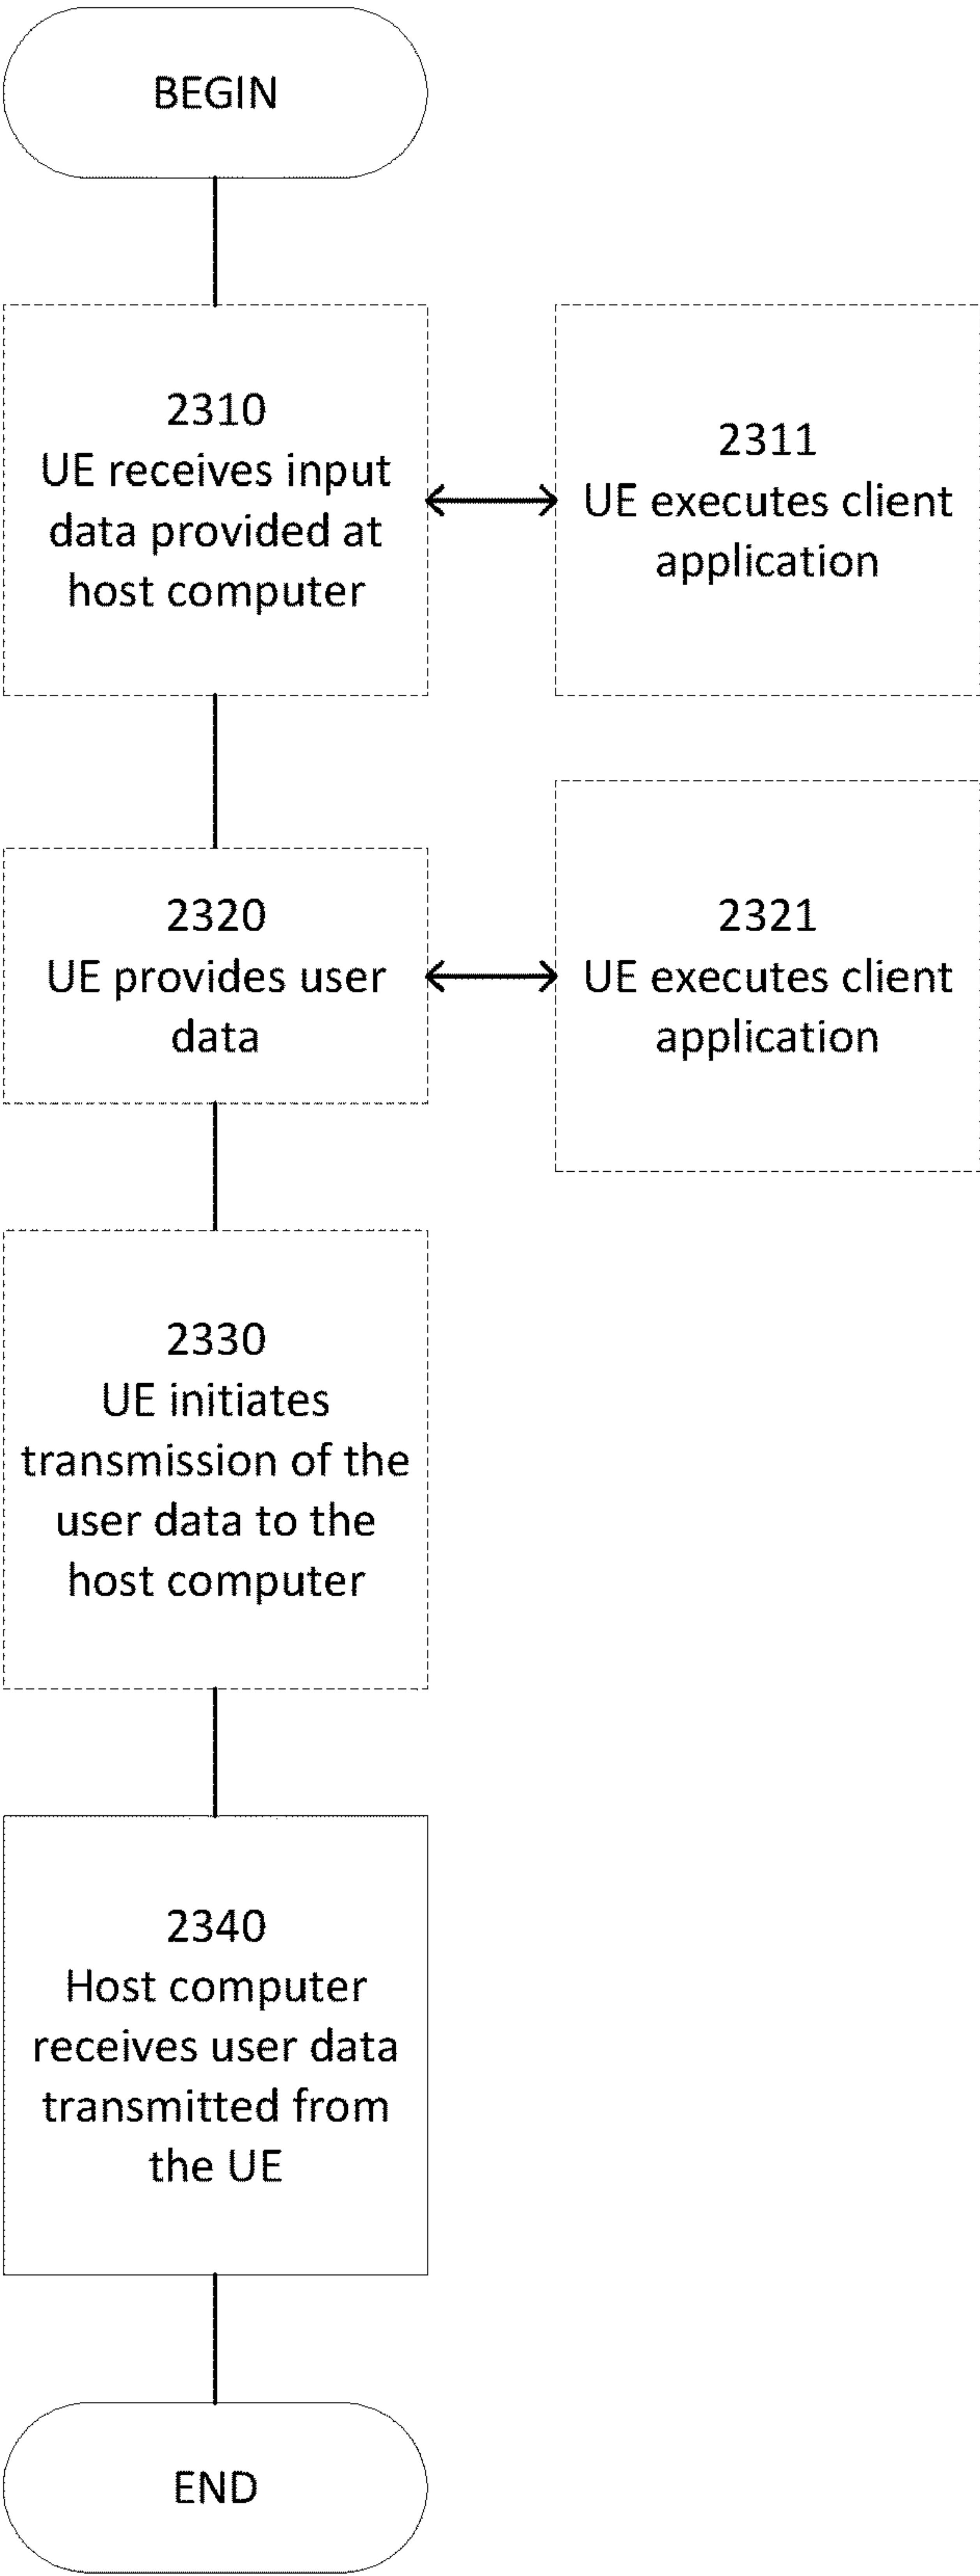 BEGIN
2310
UE receives input
data provided at
host computer
2311
UE executes client
application
2320
UE provides user
data
2321
UE executes client
application
2330
UE initiates
transmission of the
user data to the
host computer
2340
Host computer
receives user data
transmitted from
the UE
END